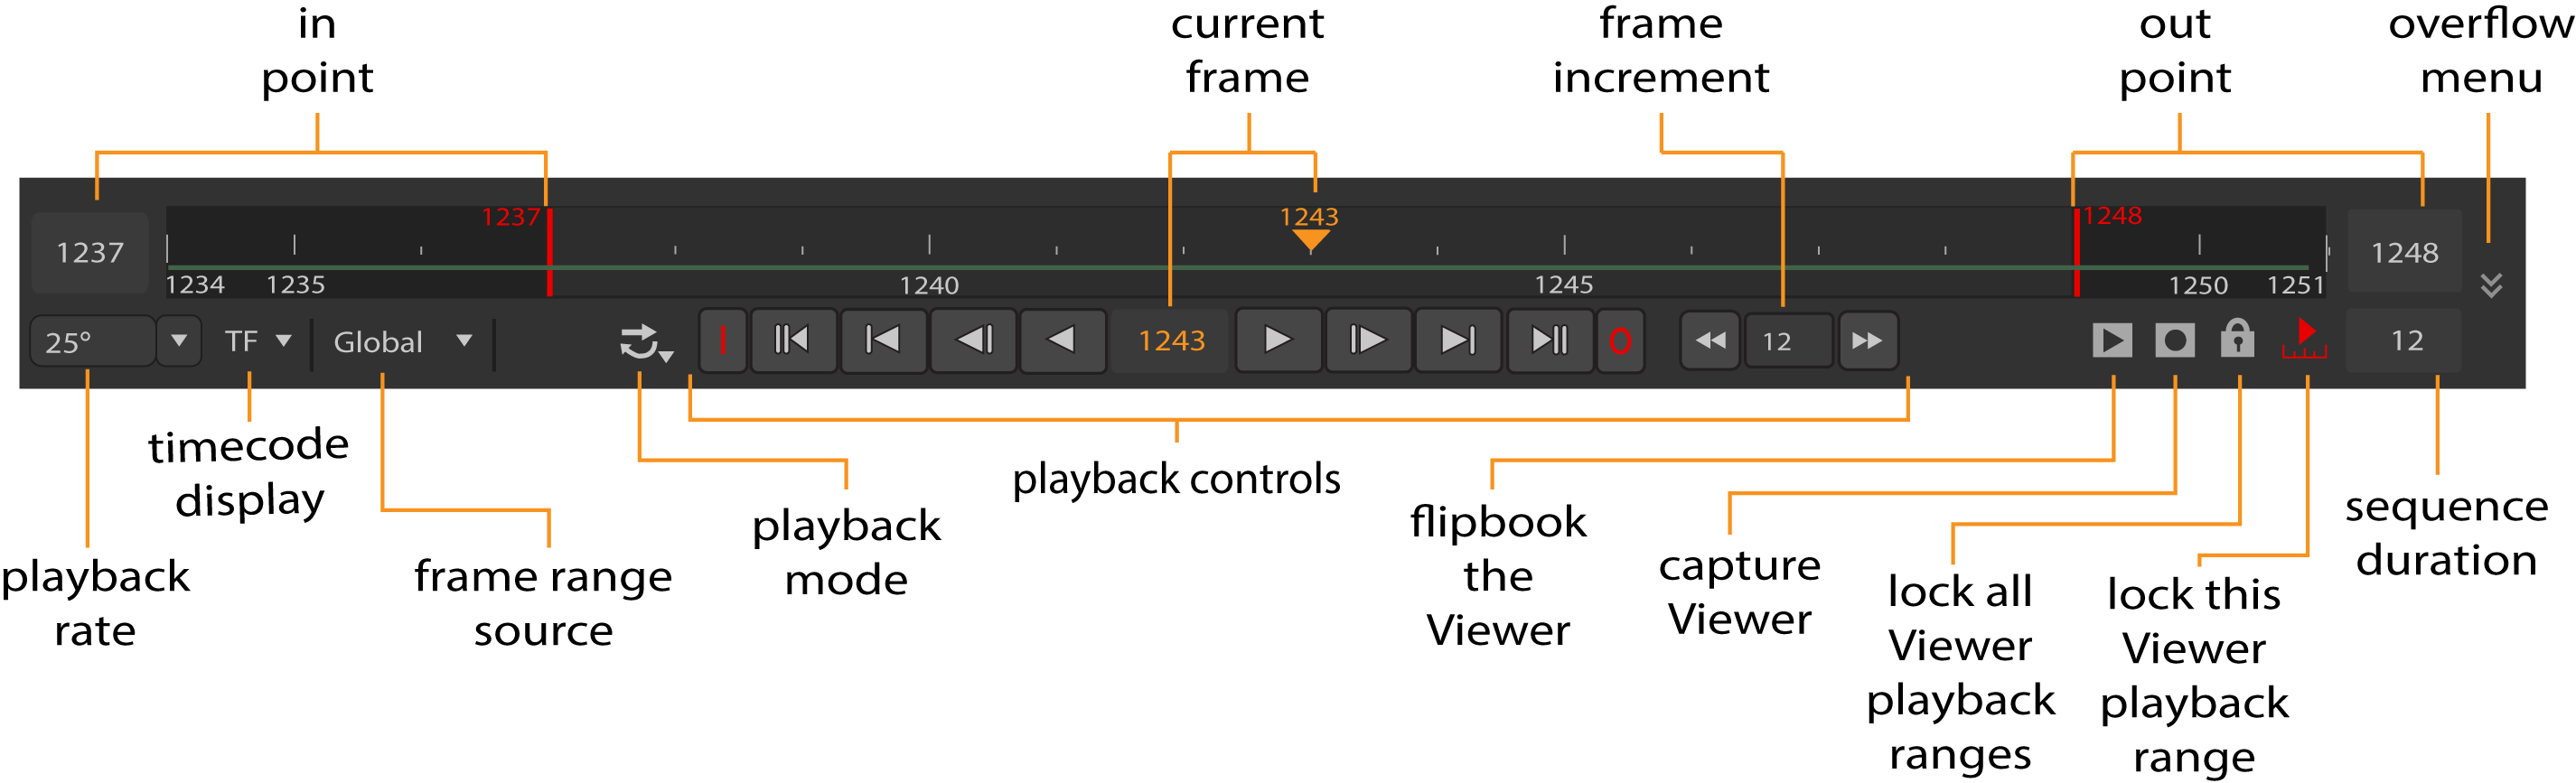 in
point
current
frame
frame
increment
out
point
overflow
menu
1237
1237
1243
1248
1248
1234
1235
1240
1245
1250
1251
25°
TF
Global
I
1243
O
12
12
timecode
display
playback
rate
frame range
source
playback
mode
playback controls
flipbook
the
Viewer
capture
Viewer
lock all
Viewer
playback
ranges
lock this
Viewer
playback
range
sequence
duration